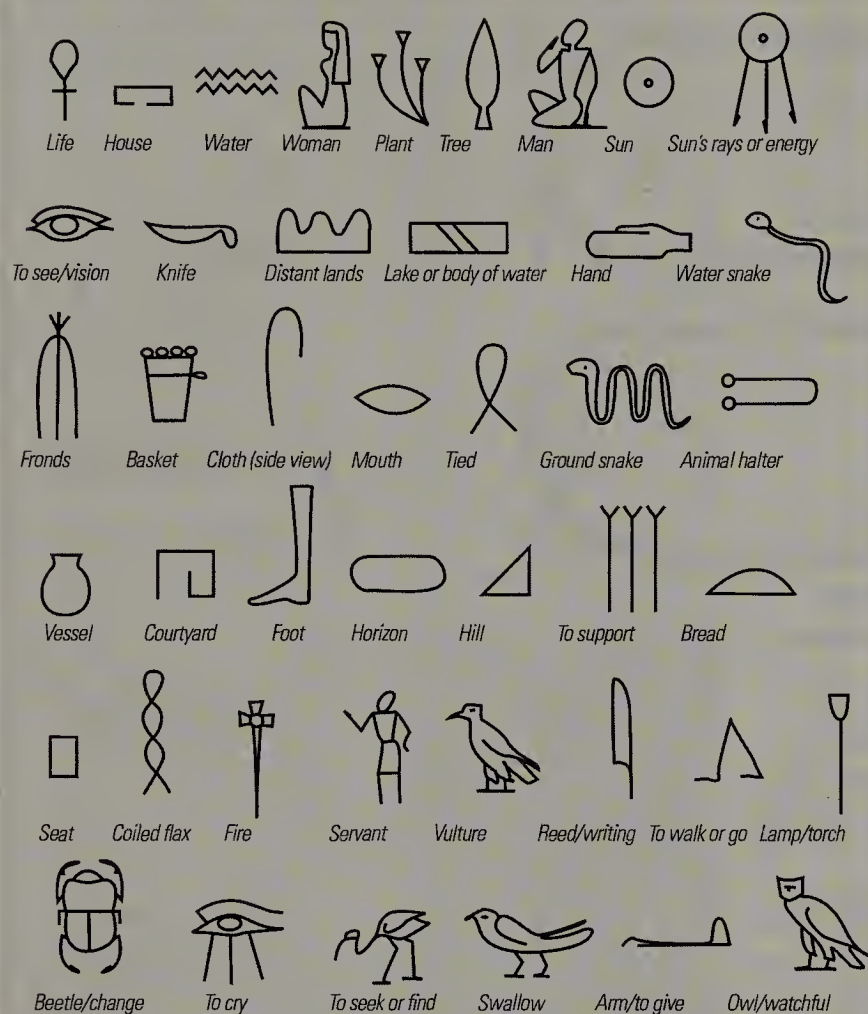 Life House Water Woman Plant Tree Man Sun Sun's rays or energy
To see/vision Knife Distant lands Lake or body of water Hand Water snake
Fronds Basket Cloth (side view) Mouth Tied Ground snake Animal halter
Vessel Courtyard Foot Horizon Hill To support Bread
Seat Coiled flax Fire Servant Vulture Reed/writing To walk or go Lamp/torch
Beetle/change To cry To seek or find Swallow Arm/to give Owl/watchful